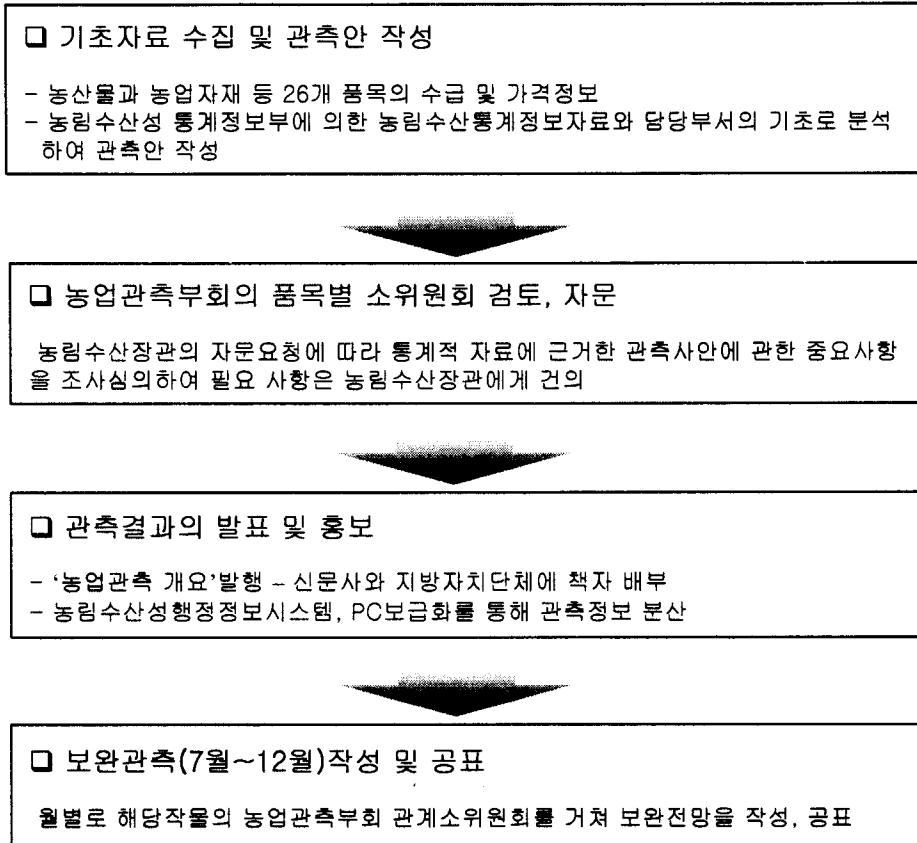 ❑ 기초자료 수집 및 관측안 작성
– 농산물과 농업자재 등 26개 품목의 수급 및 가격정보
– 농림수산성 통계정보부에 의한 농림수산통계정보자료와 담당부서의 기초로 분석
하여 관측안 작성
❑ 농업관측부회의 품목별 소위원회 검토, 자문
농림수산장관의 자문요청에 따라 통계적 자료에 근거한 관측사안에 관한 중요사항
을 조사심의하여 필요 사항은 농림수산장관에게 건의
❑ 관측결과의 발표 및 홍보
– ‘농업관측 개요’발행 – 신문사와 지방자치단체에 책자 배부
– 농림수산성행정정보시스템, PC보급화를 통해 관측정보 분산
❑ 보완관측(7월~12월)작성 및 공표
월별로 해당작물의 농업관측부회 관계소위원회를 거쳐 보완전망을 작성, 공표